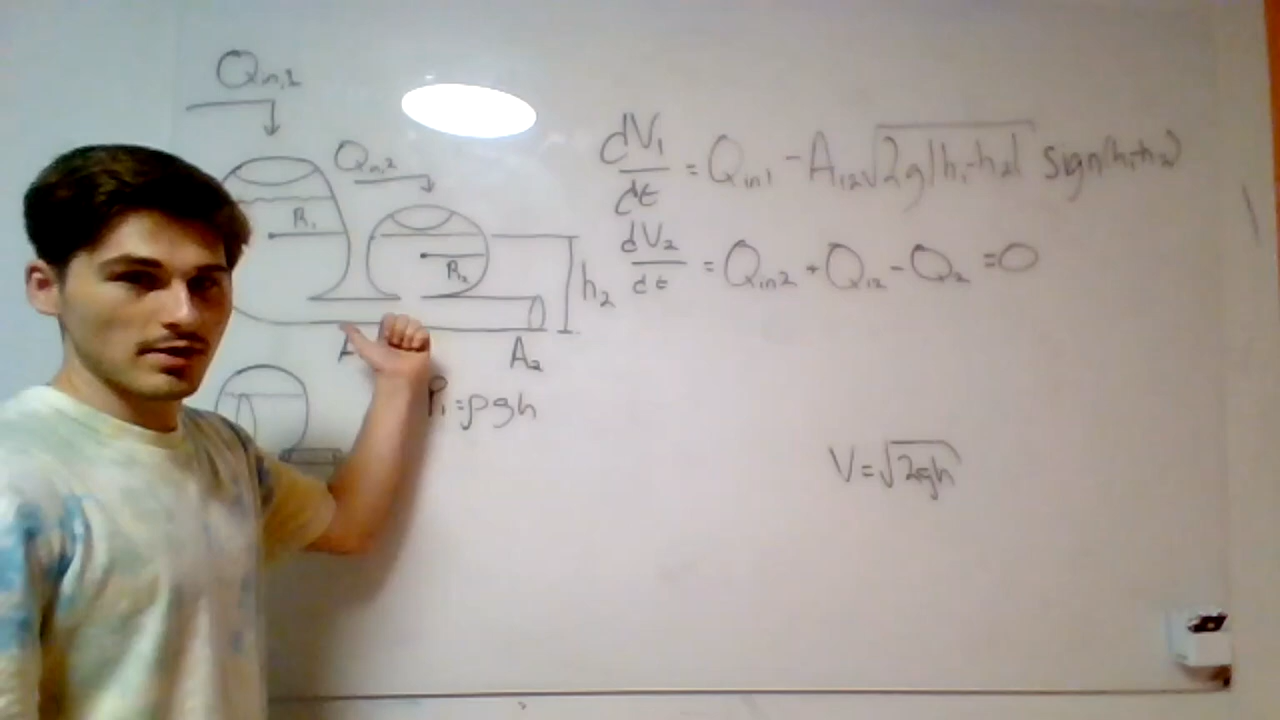 Qin,2
Qin,2
R₁
R₂
h₂
A₂
P₁=ρgh
dV₁/dt = Qin1 - A₁₂√2g|h₁-h₂| sign(h₁-h₂)
dV₂/dt = Qin2 + Q₁₂ - Q₂ = 0
V=√2gh